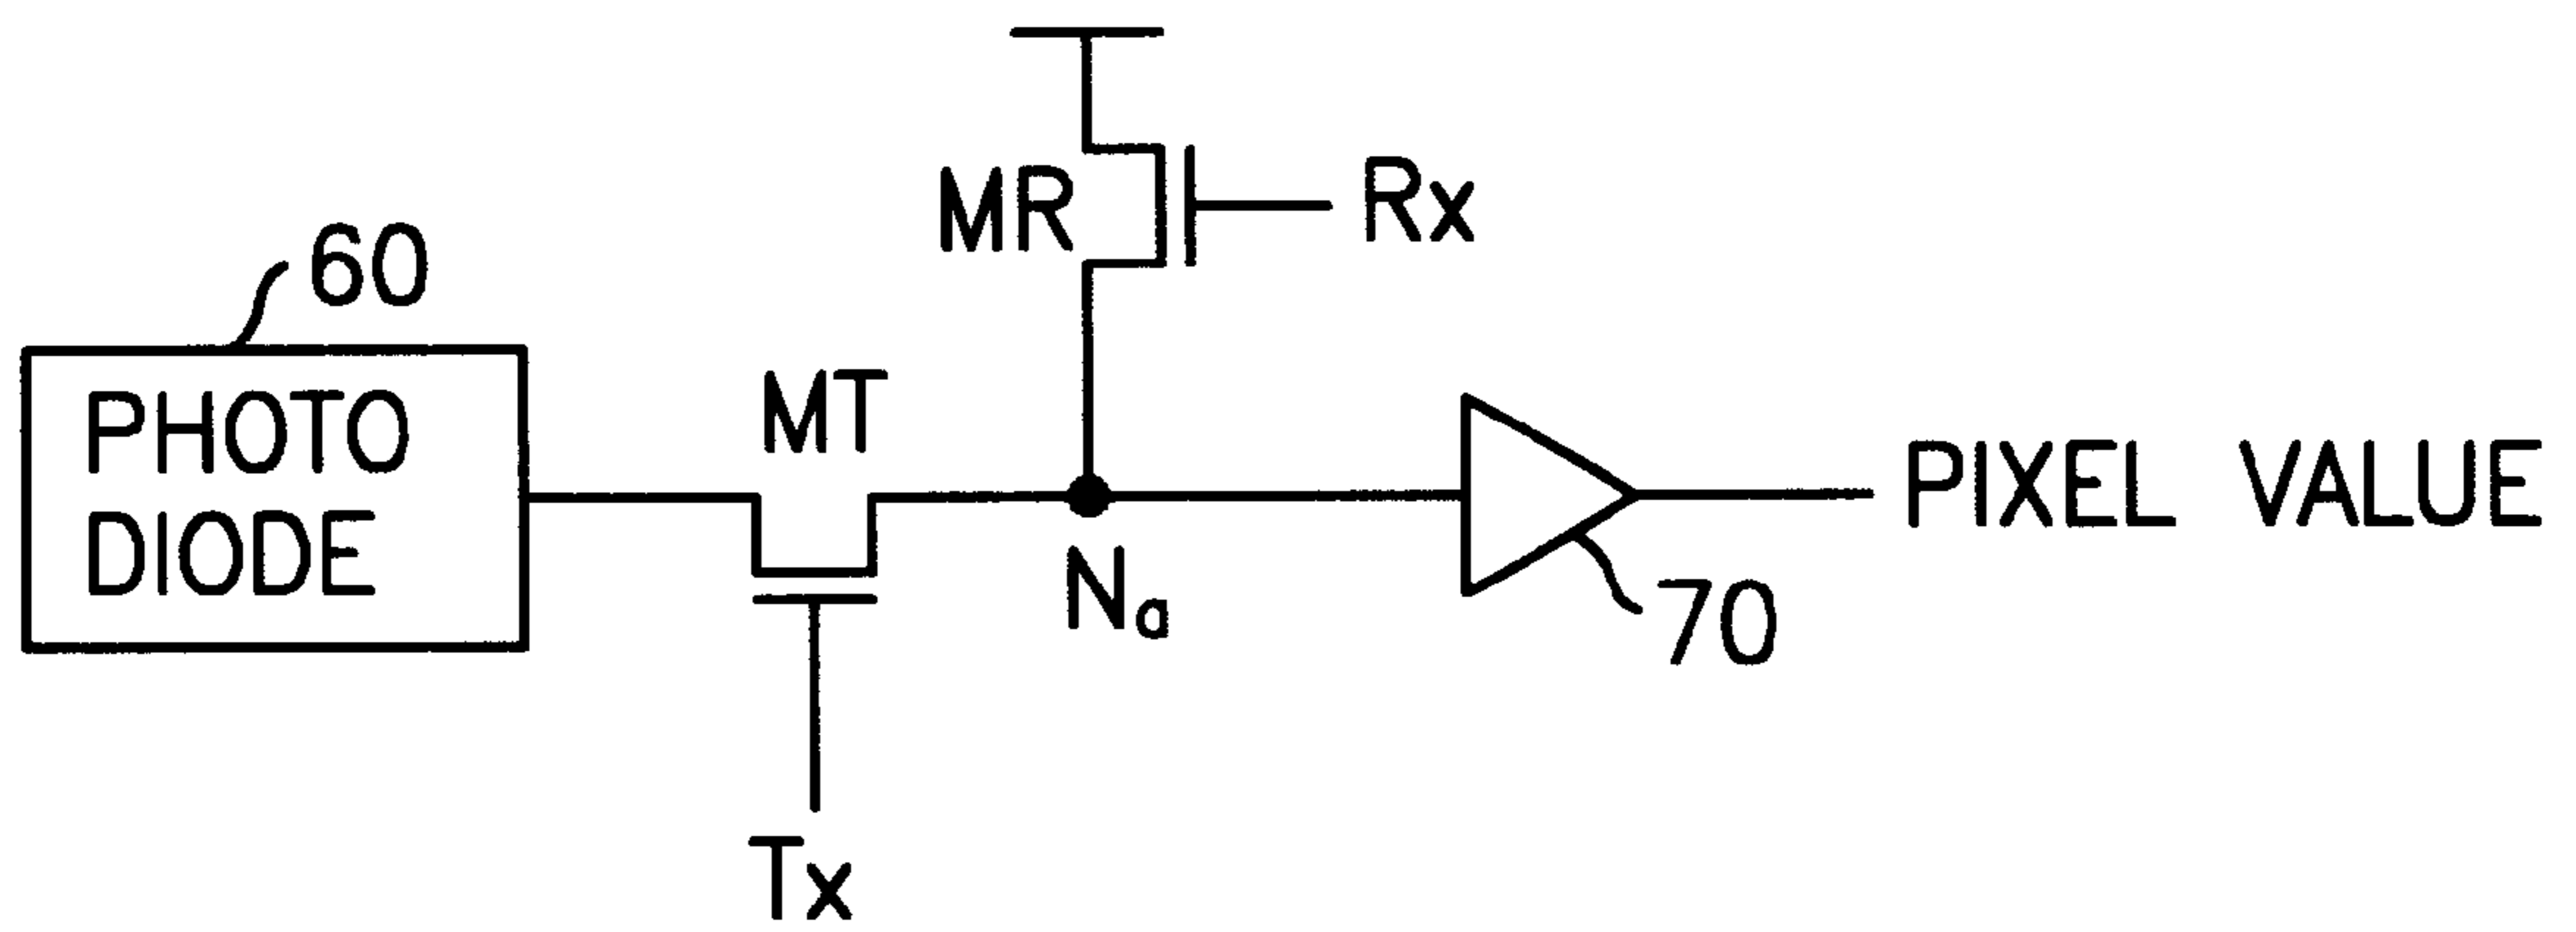 MR
Rx
60
PHOTO
DIODE
MT
Na
PIXEL VALUE
70
Tx